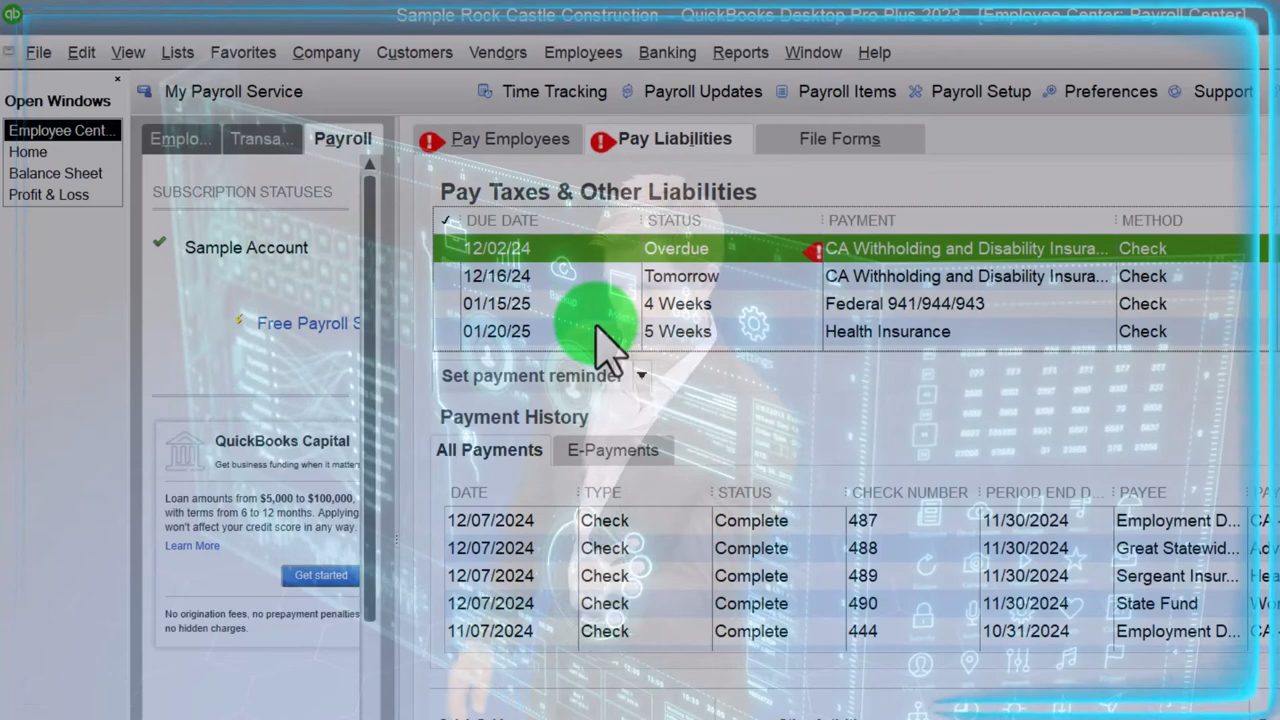 qb
Sample Rock Castle Construction - QuickBooks Desktop Pro Plus 2023 - [Employee Center: Payroll Center]
File Edit View Lists Favorites Company Customers Vendors Employees Banking Reports Window Help
My Payroll Service Time Tracking Payroll Updates Payroll Items Payroll Setup Preferences Support
Open Windows
Employee Cent...
Home
Balance Sheet
Profit & Loss
Emplo... Transa... Payroll
SUBSCRIPTION STATUSES
Sample Account
Free Payroll S
QuickBooks Capital
Get business funding when it matters
Loan amounts from $5,000 to $100,000,
with terms from 6 to 12 months. Applying
won't affect your credit score in any way.
Learn More
Get started
No origination fees, no prepayment penalties
no hidden charges.
Pay Employees Pay Liabilities File Forms
Pay Taxes & Other Liabilities
✓ DUE DATE STATUS PAYMENT METHOD
12/02/24 Overdue CA Withholding and Disability Insura... Check
12/16/24 Tomorrow CA Withholding and Disability Insura... Check
01/15/25 4 Weeks Federal 941/944/943 Check
01/20/25 5 Weeks Health Insurance Check
Set payment reminder
Payment History
All Payments E-Payments
DATE TYPE STATUS CHECK NUMBER PERIOD END D... PAYEE PAY
12/07/2024 Check Complete 487 11/30/2024 Employment D... CA
12/07/2024 Check Complete 488 11/30/2024 Great Statewid... Adv
12/07/2024 Check Complete 489 11/30/2024 Sergeant Insur... Hea
12/07/2024 Check Complete 490 11/30/2024 State Fund Wor
11/07/2024 Check Complete 444 10/31/2024 Employment D... CA